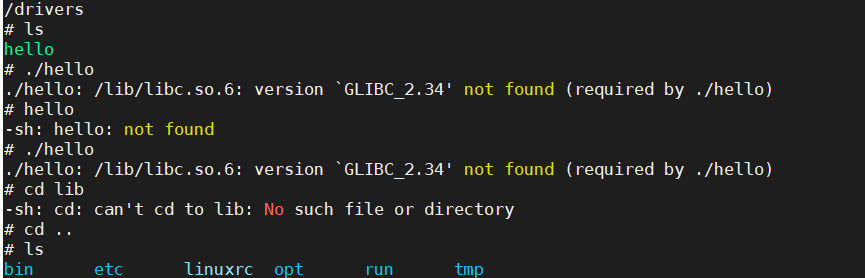 /drivers
# ls
hello
# ./hello
./hello: /lib/libc.so.6: version `GLIBC_2.34' not found (required by ./hello)
# hello
-sh: hello: not found
# ./hello
./hello: /lib/libc.so.6: version `GLIBC_2.34' not found (required by ./hello)
# cd lib
-sh: cd: can't cd to lib: No such file or directory
# cd ..
# ls
bin      etc      linuxrc  opt      run      tmp